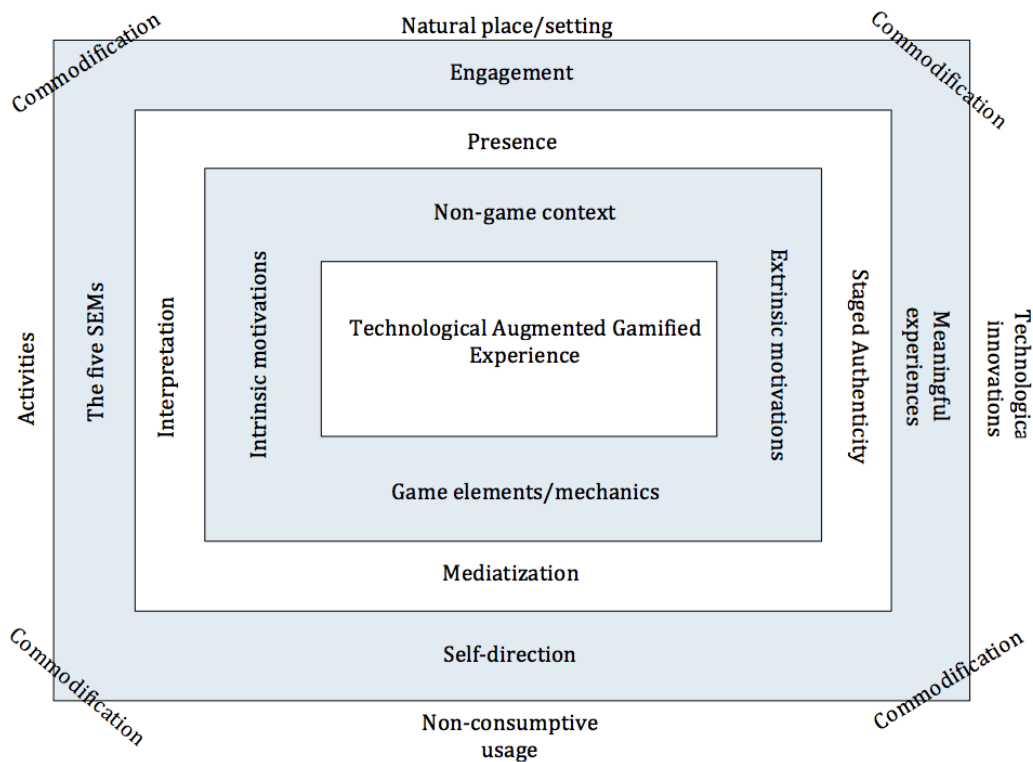 Natural place/setting
Commodification
Commodification
Engagement
Presence
Non-game context
Activities
The five SEMs
Interpretation
Intrinsic motivations
Technological Augmented Gamified
Experience
Extrinsic motivations
Staged Authenticity
Meaningful
experiences
Technologica
innovations
Game elements/mechanics
Mediatization
Self-direction
Commodification
Commodification
Non-consumptive
usage